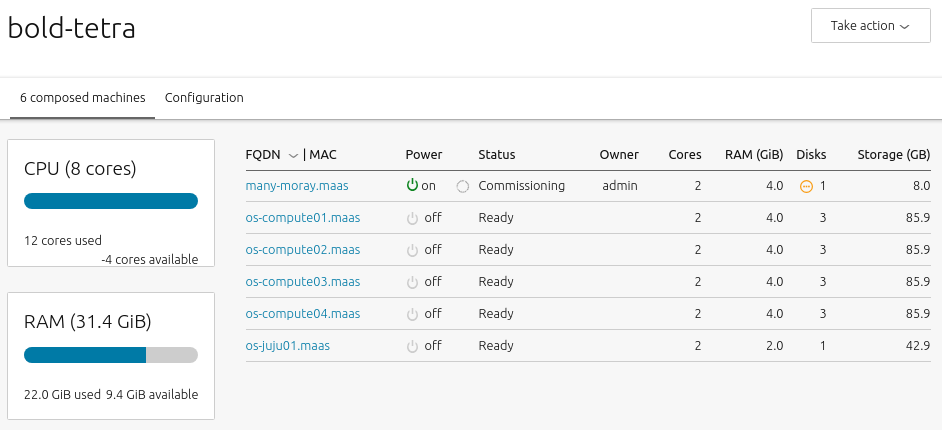 bold-tetra
Take action
6 composed machines Configuration
CPU (8 cores)
12 cores used
-4 cores available
RAM (31.4 GiB)
22.0 GiB used 9.4 GiB available
FQDN | MAC Power Status Owner Cores RAM (GiB) Disks Storage (GB)
many-moray.maas on Commissioning admin 2 4.0 1 8.0
os-compute01.maas off Ready 2 4.0 3 85.9
os-compute02.maas off Ready 2 4.0 3 85.9
os-compute03.maas off Ready 2 4.0 3 85.9
os-compute04.maas off Ready 2 4.0 3 85.9
os-juju01.maas off Ready 2 2.0 1 42.9